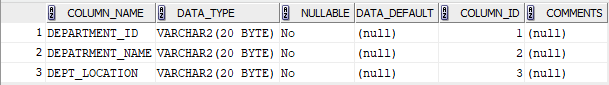 COLUMN_NAME DATA_TYPE NULLABLE DATA_DEFAULT COLUMN_ID COMMENTS
1 DEPARTMENT_ID VARCHAR2(20 BYTE) No (null) 1 (null)
2 DEPATRMENT_NAME VARCHAR2(20 BYTE) No (null) 2 (null)
3 DEPT_LOCATION VARCHAR2(20 BYTE) No (null) 3 (null)